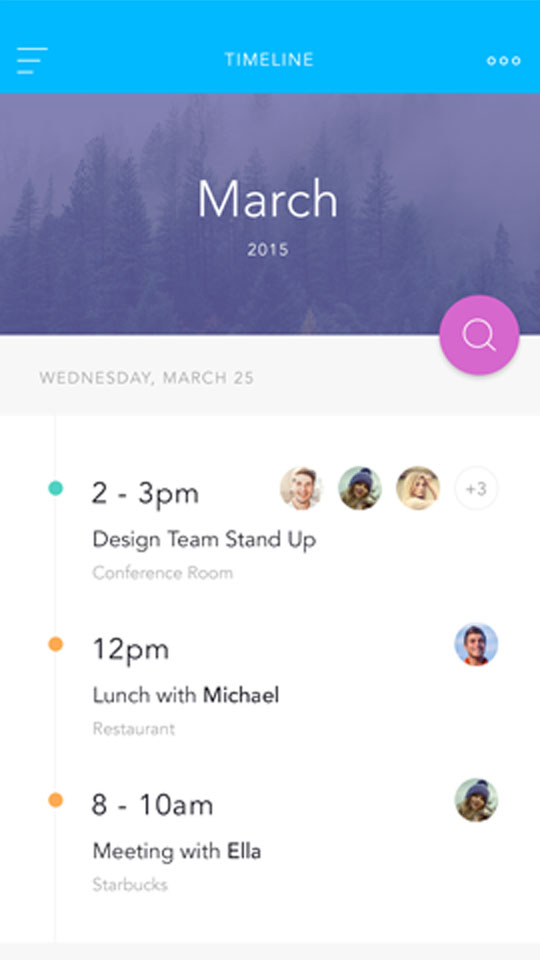 TIMELINE
March
2015
WEDNESDAY, MARCH 25
2 - 3pm
+3
Design Team Stand Up
Conference Room
12pm
Lunch with Michael
Restaurant
8 - 10am
Meeting with Ella
Starbucks